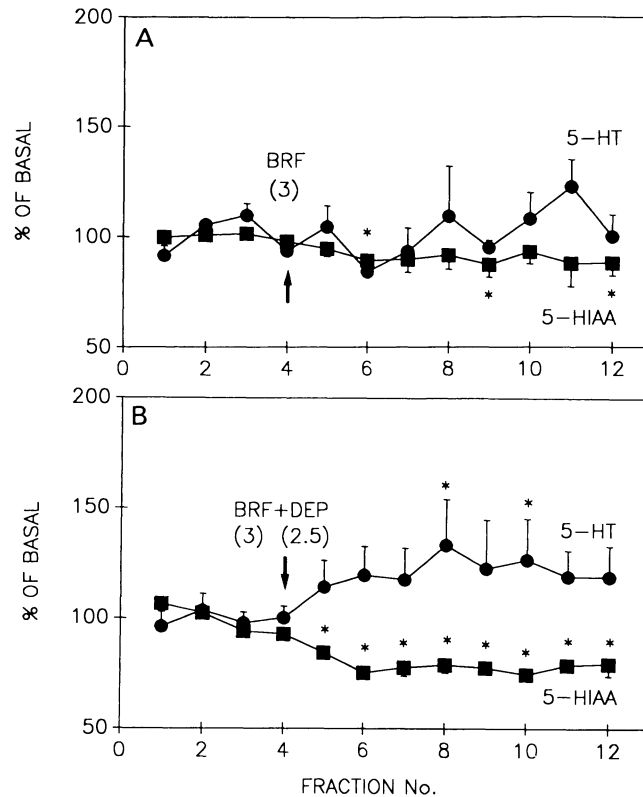 A
200
150
100
50
% OF BASAL
BRF
(3)
*
5-HT
*
*
5-HIAA
0 2 4 6 8 10 12
B
200
150
100
50
% OF BASAL
BRF+DEP
(3) (2.5)
* *
5-HT
* * * * * * * *
5-HIAA
0 2 4 6 8 10 12
FRACTION No.